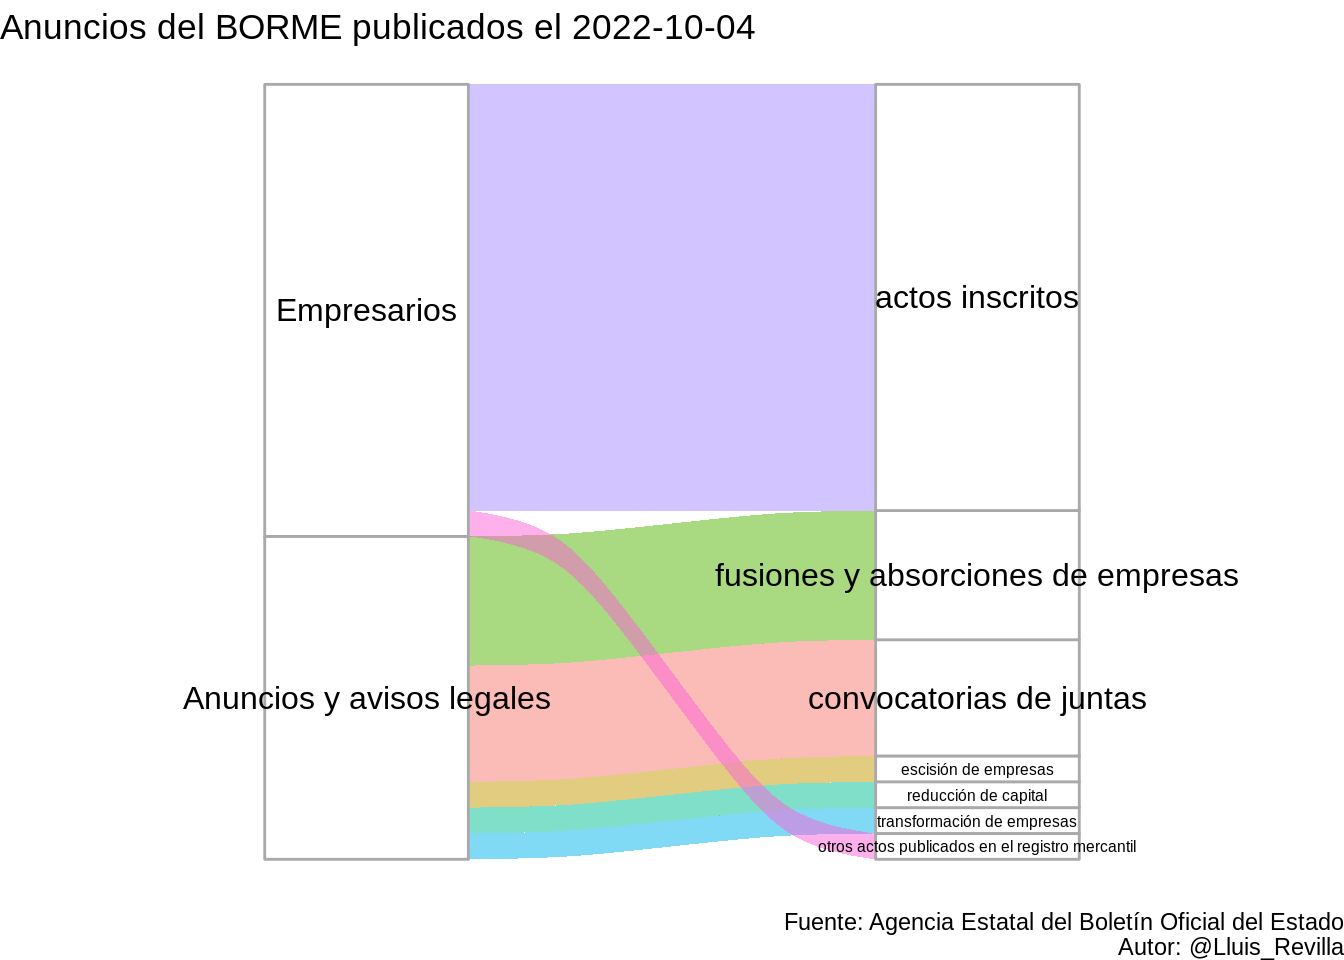 Anuncios del BORME publicados el 2022-10-04
Empresarios
actos inscritos
fusiones y absorciones de empresas
Anuncios y avisos legales
convocatorias de juntas
escisión de empresas
reducción de capital
transformación de empresas
otros actos publicados en el registro mercantil
Fuente: Agencia Estatal del Boletín Oficial del Estado
Autor: @Lluis_Revilla